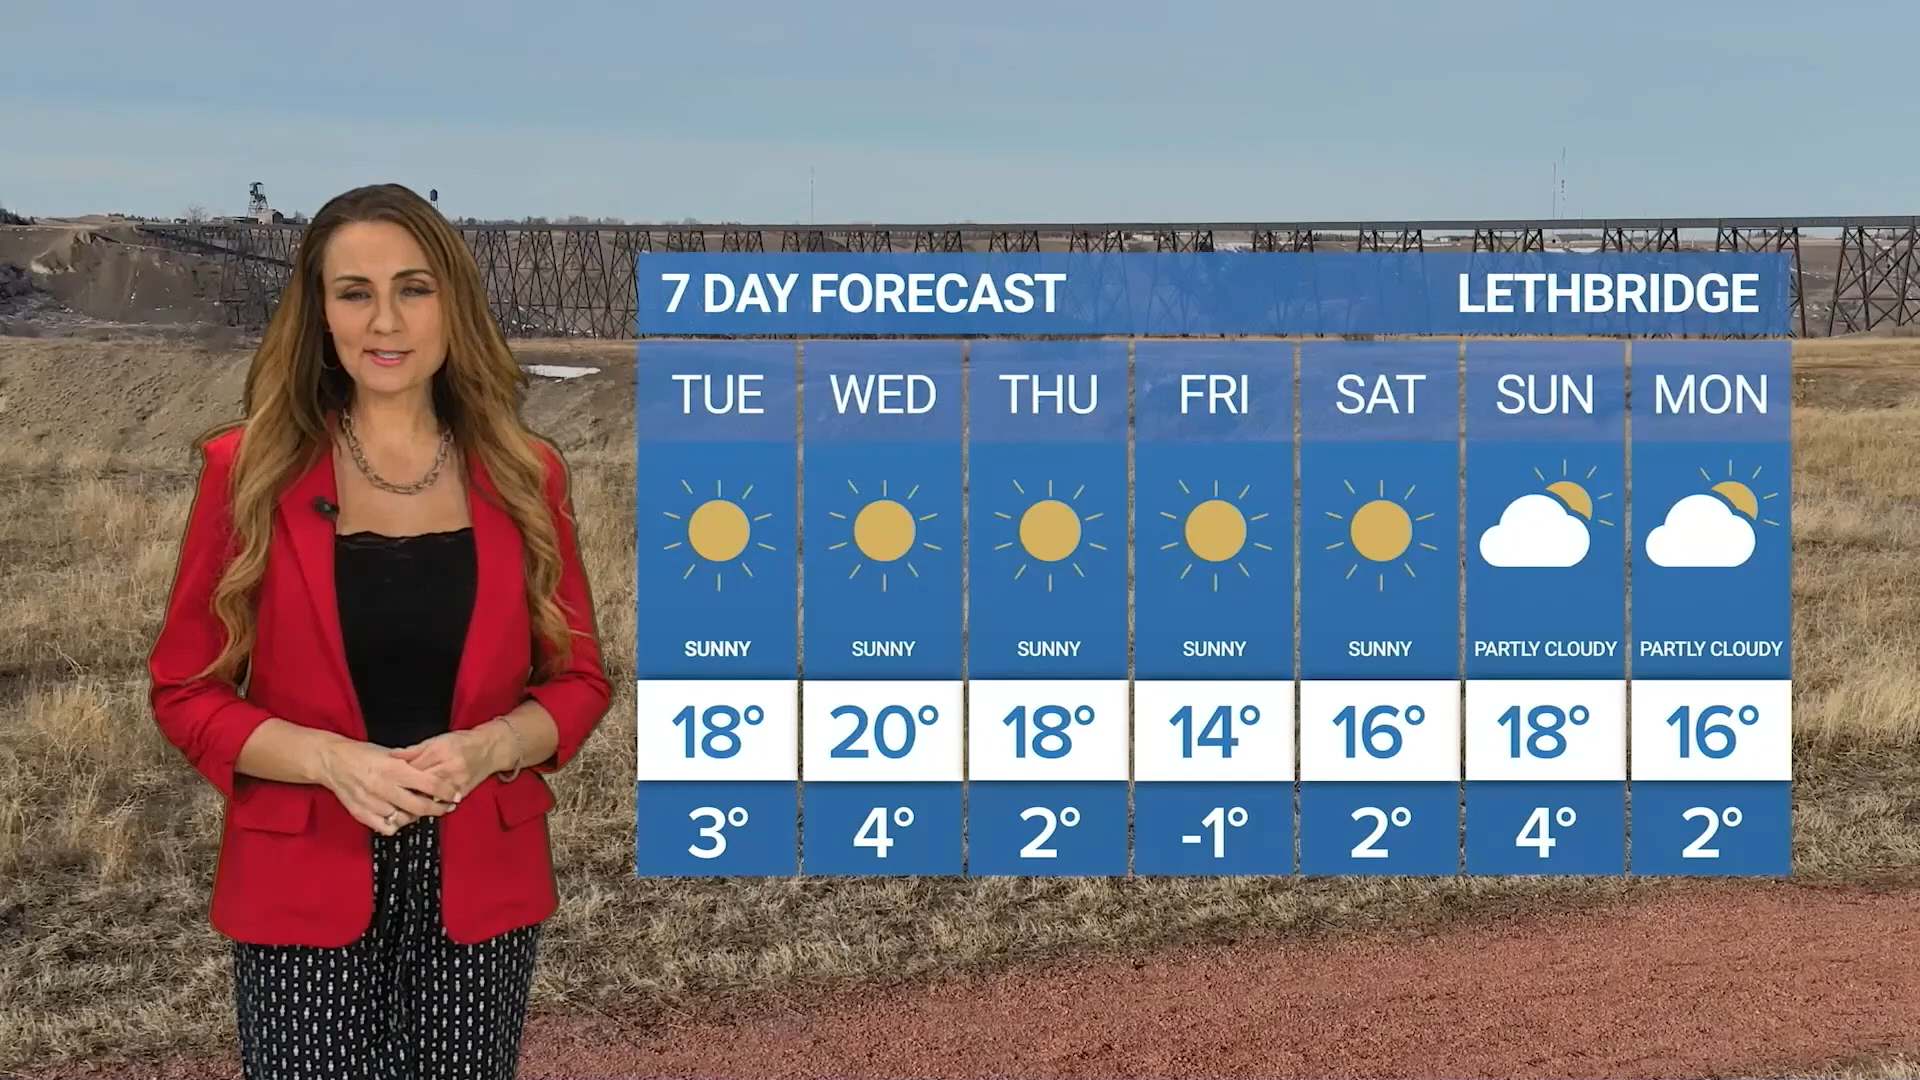 7 DAY FORECAST LETHBRIDGE
TUE WED THU FRI SAT SUN MON
SUNNY SUNNY SUNNY SUNNY SUNNY PARTLY CLOUDY PARTLY CLOUDY
18° 20° 18° 14° 16° 18° 16°
3° 4° 2° -1° 2° 4° 2°